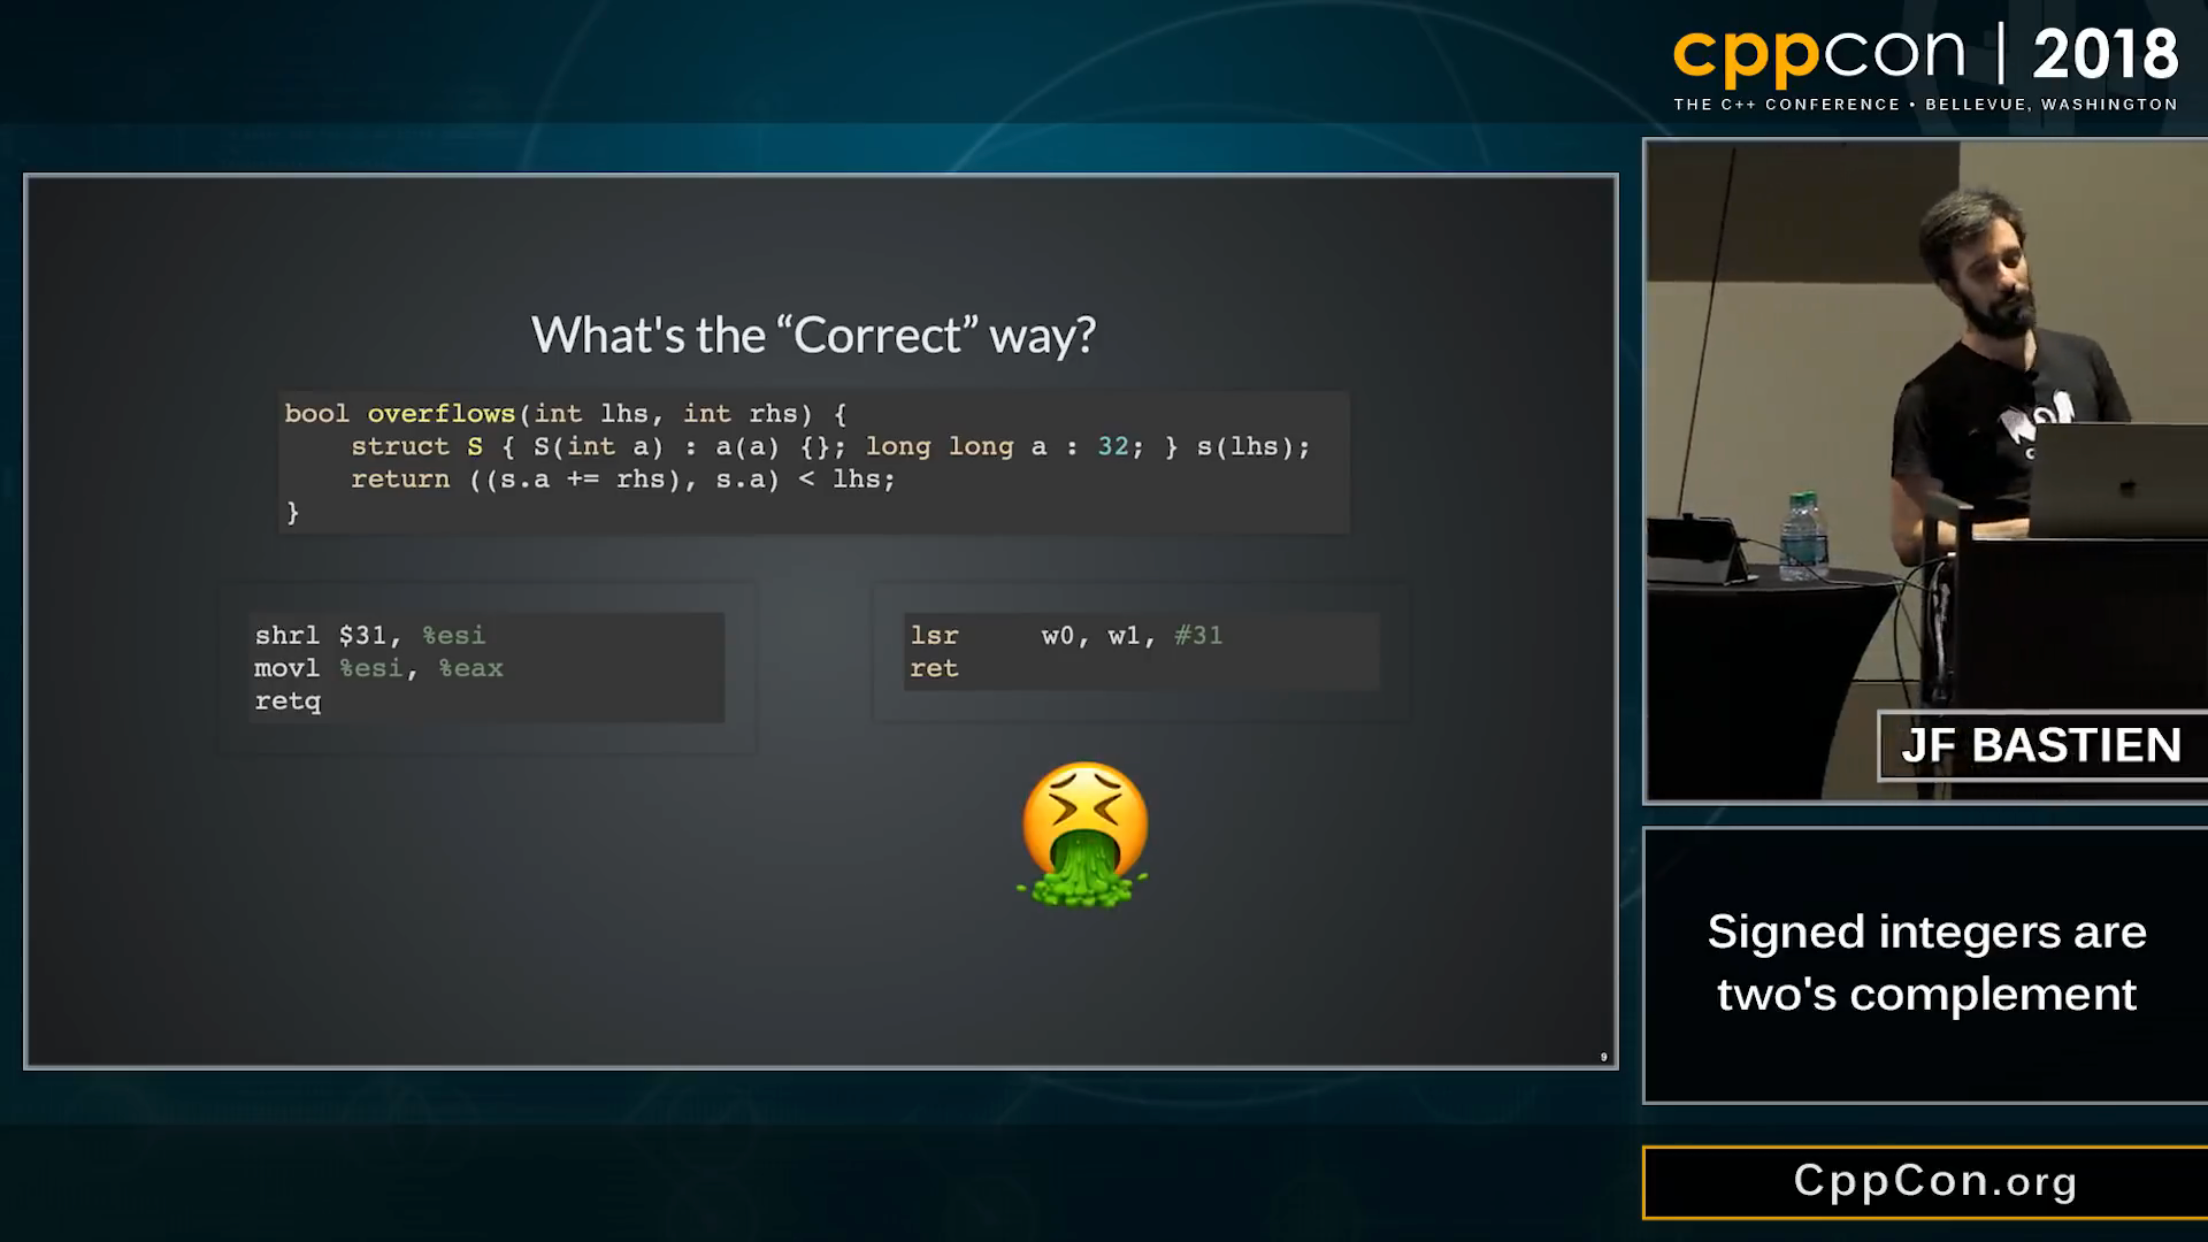 cppcon | 2018
THE C++ CONFERENCE • BELLEVUE, WASHINGTON
What's the “Correct” way?
bool overflows(int lhs, int rhs) {
    struct S { S(int a) : a(a) {}; long long a : 32; } s(lhs);
    return ((s.a += rhs), s.a) < lhs;
}
shrl $31, %esi
movl %esi, %eax
retq
lsr     w0, w1, #31
ret
9
JF BASTIEN
Signed integers are
two's complement
CppCon.org